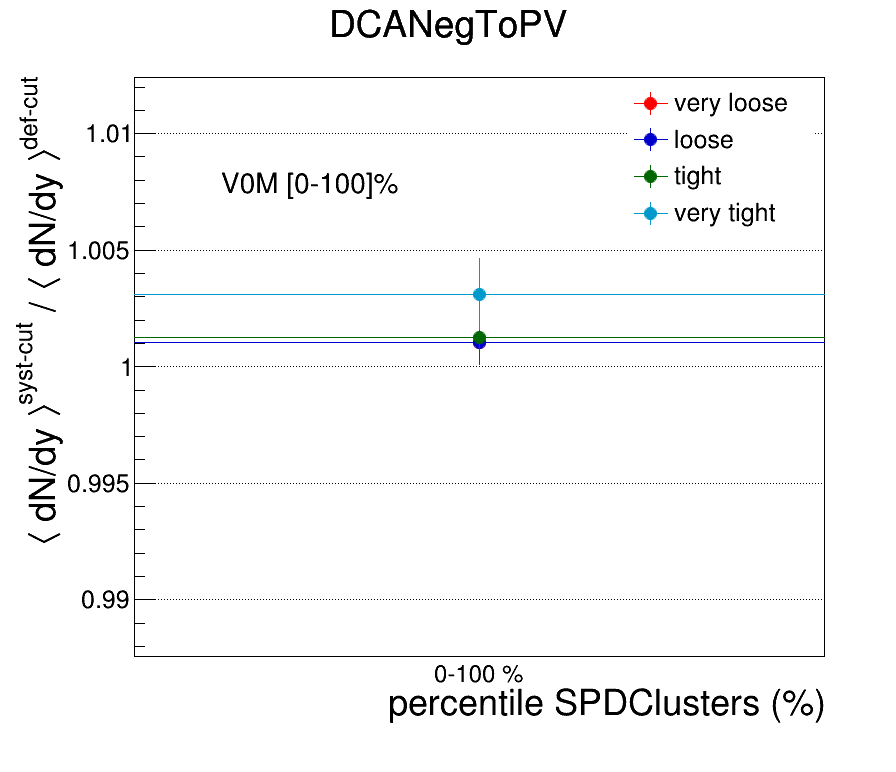 DCANegToPV
⟨ dN/dy ⟩^syst-cut / ⟨ dN/dy ⟩^def-cut
1.01
1.005
1
0.995
0.99
V0M [0-100]%
very loose
loose
tight
very tight
0-100 %
percentile SPDClusters (%)